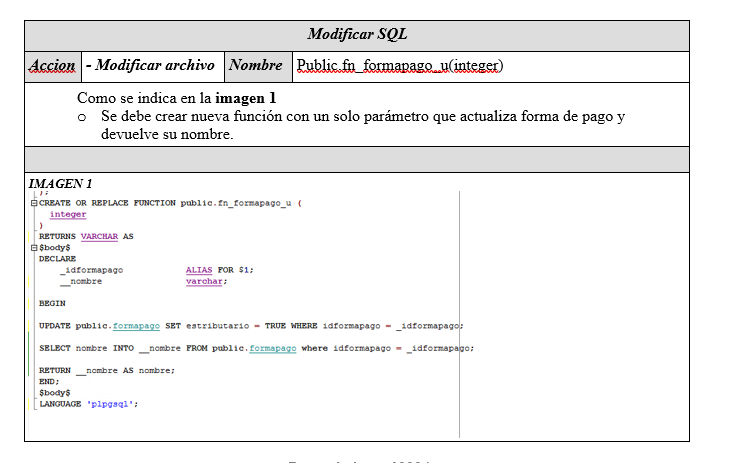 Modificar SQL
Accion - Modificar archivo Nombre Public.fn_formapago_u(integer)
Como se indica en la imagen 1
o Se debe crear nueva función con un solo parámetro que actualiza forma de pago y
devuelve su nombre.
IMAGEN 1
CREATE OR REPLACE FUNCTION public.fn_formapago_u (
integer
)
RETURNS VARCHAR AS
$body$
DECLARE
_idformapago ALIAS FOR $1;
__nombre varchar;
BEGIN
UPDATE public.formapago SET estributario = TRUE WHERE idformapago = _idformapago;
SELECT nombre INTO __nombre FROM public.formapago where idformapago = _idformapago;
RETURN __nombre AS nombre;
END;
$body$
LANGUAGE 'plpgsql';